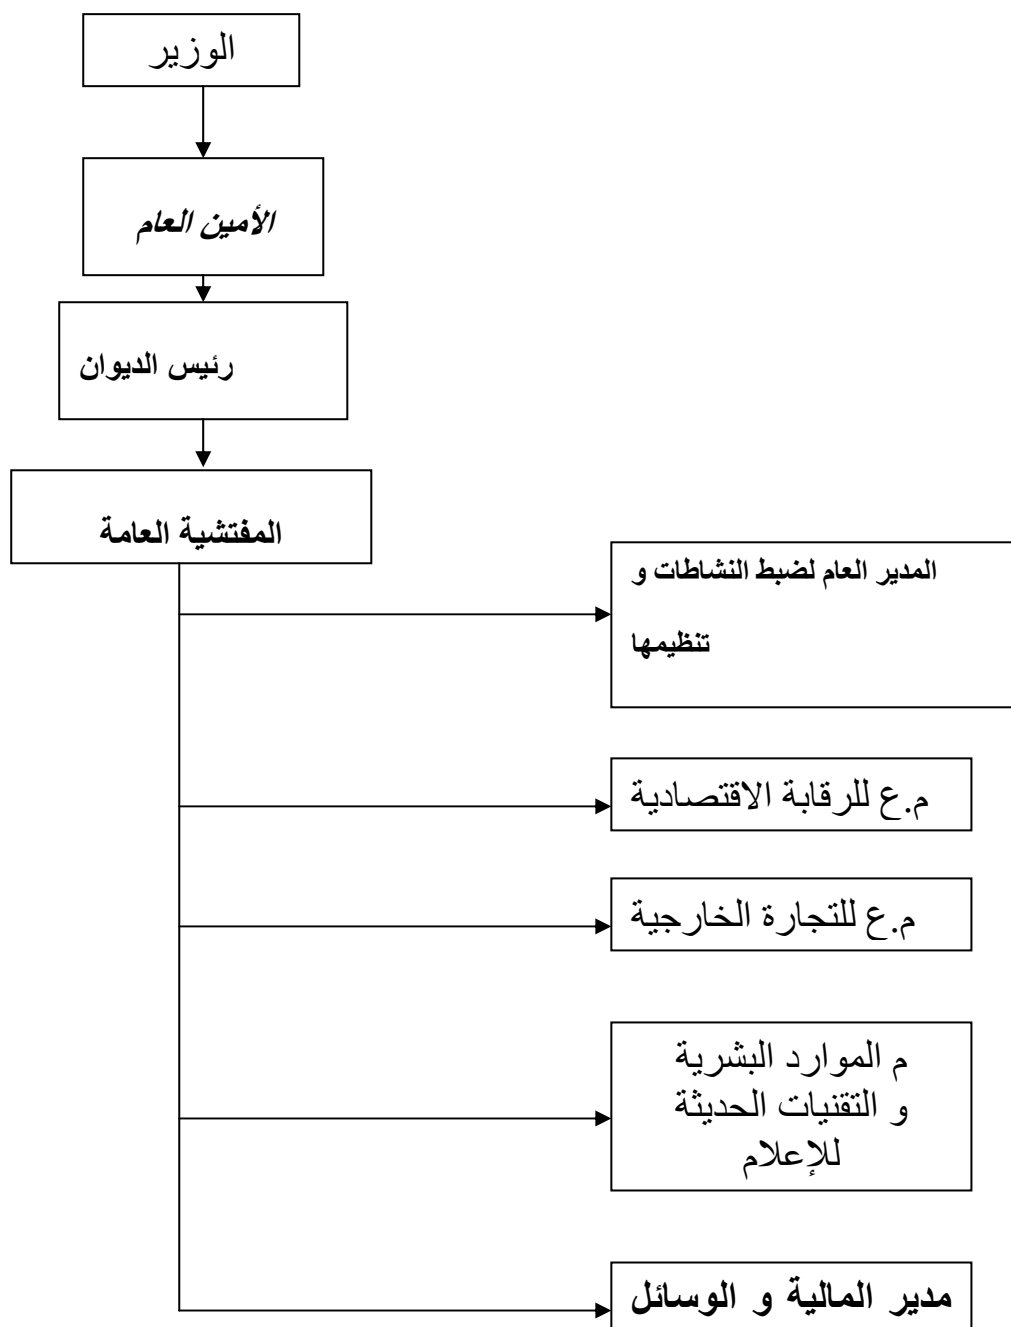 الوزير
الأمين العام
رئيس الديوان
المفتشية العامة
المدير العام لضبط النشاطات و
تنظيمها
م.ع للرقابة الاقتصادية
م.ع للتجارة الخارجية
م الموارد البشرية
و التقنيات الحديثة
للإعلام
مدير المالية و الوسائل